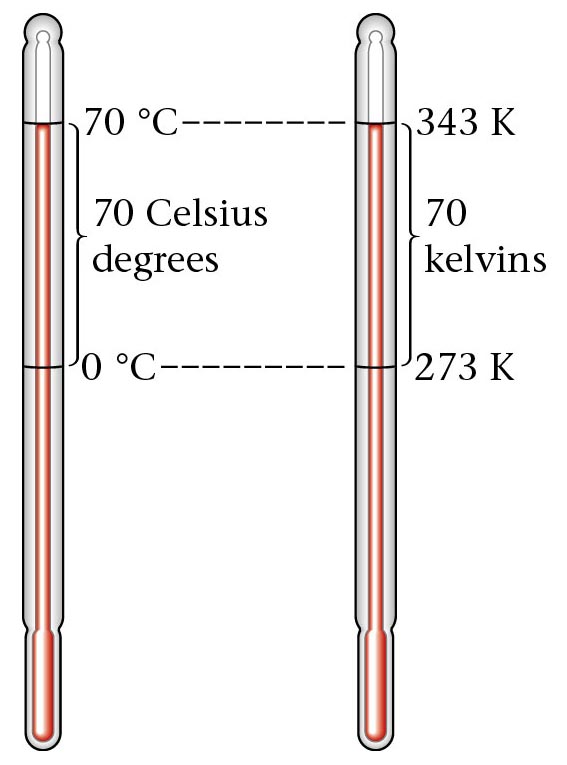 70 °C
343 K
70 Celsius
degrees
70
kelvins
0 °C
273 K